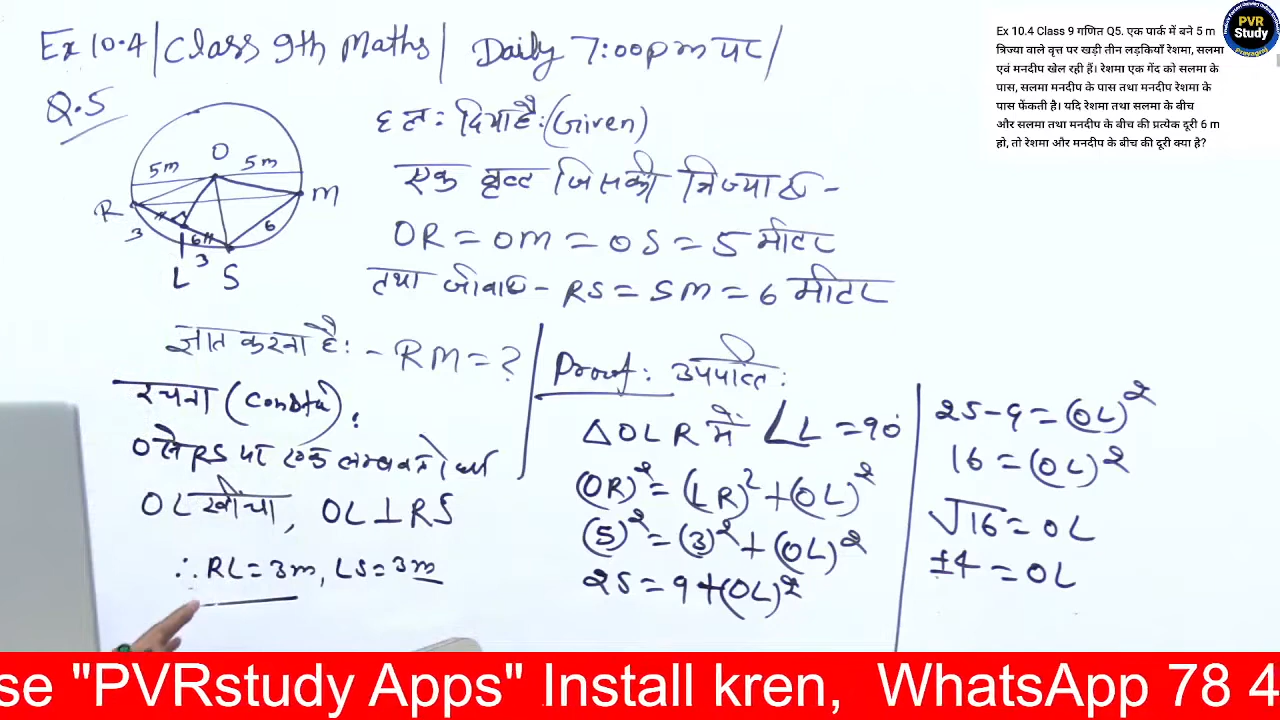 Ex 10.4 | Class 9th Maths | Daily 7:00pm पर |
PVR
Study
Prayagraj
Ex 10.4 Class 9 गणित Q5. एक पार्क में बने 5 m
त्रिज्या वाले वृत्त पर खड़ी तीन लड़कियाँ रेशमा, सलमा
एवं मनदीप खेल रही हैं। रेशमा एक गेंद को सलमा के
पास, सलमा मनदीप के पास तथा मनदीप रेशमा के
पास फेंकती है। यदि रेशमा तथा सलमा के बीच
और सलमा तथा मनदीप के बीच की प्रत्येक दूरी 6 m
हो, तो रेशमा और मनदीप के बीच की दूरी क्या है?
Q.5
5m O 5m
R M
3 6m 3 6
L S
हल: दिया है: (Given)
एक वृत्त जिसकी त्रिज्याएं -
OR = OM = OS = 5 मीटर
तथा जीवाएं - RS = SM = 6 मीटर
ज्ञात करना है: - RM = ?
रचना (Constn) :
O से RS पर एक लम्बवत
OL खींचा, OL ⊥ RS
∴ RL = 3m, LS = 3m
Proof: उपपत्ति:
△OLR में ∠L = 90°
(OR)² = (LR)² + (OL)²
(5)² = (3)² + (OL)²
25 = 9 + (OL)²
25 - 9 = (OL)²
16 = (OL)²
√16 = OL
±4 = OL
se "PVRstudy Apps" Install kren, WhatsApp 78 4